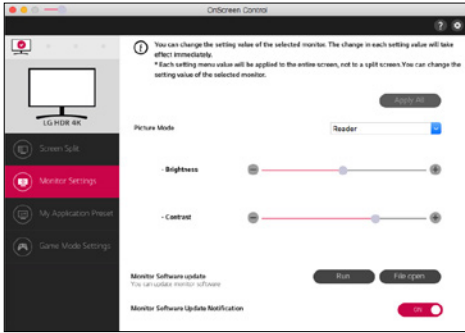 OnScreen Control
?
You can change the setting value of the selected monitor. The change in each setting value will take
effect immediately.
* Each setting menu value will be applied to the entire screen, not to a split screen.You can change the
setting value of the selected monitor.
Apply All
LG HDR 4K
Picture Mode
Reader
Screen Split
- Brightness
Monitor Settings
My Application Preset
- Contrast
Game Mode Settings
Monitor Software update
You can update monitor software
Run
File open
Monitor Software Update Notification
ON